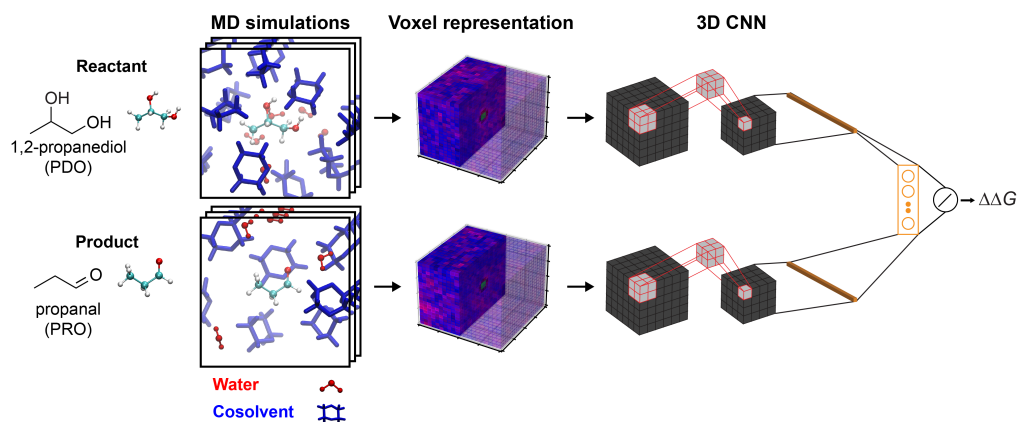 MD simulations
Voxel representation
3D CNN
Reactant
OH
OH
1,2-propanediol
(PDO)
ΔΔG
Product
O
propanal
(PRO)
Water
Cosolvent